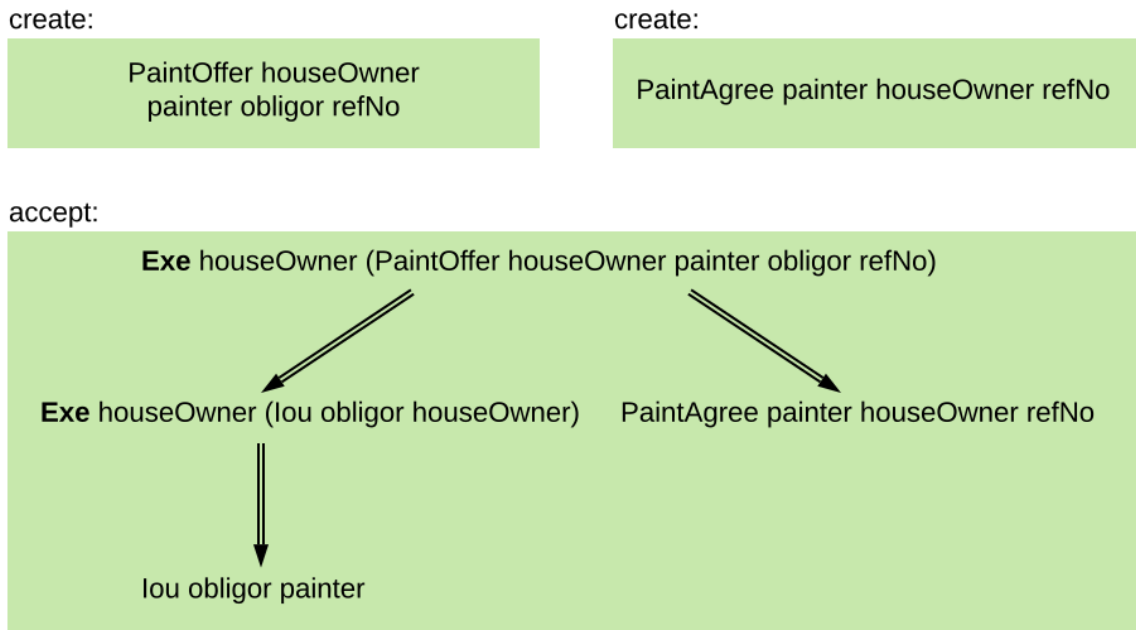 create:
PaintOffer houseOwner
painter obligor refNo
create:
PaintAgree painter houseOwner refNo
accept:
Exe houseOwner (PaintOffer houseOwner painter obligor refNo)
Exe houseOwner (Iou obligor houseOwner)
PaintAgree painter houseOwner refNo
Iou obligor painter